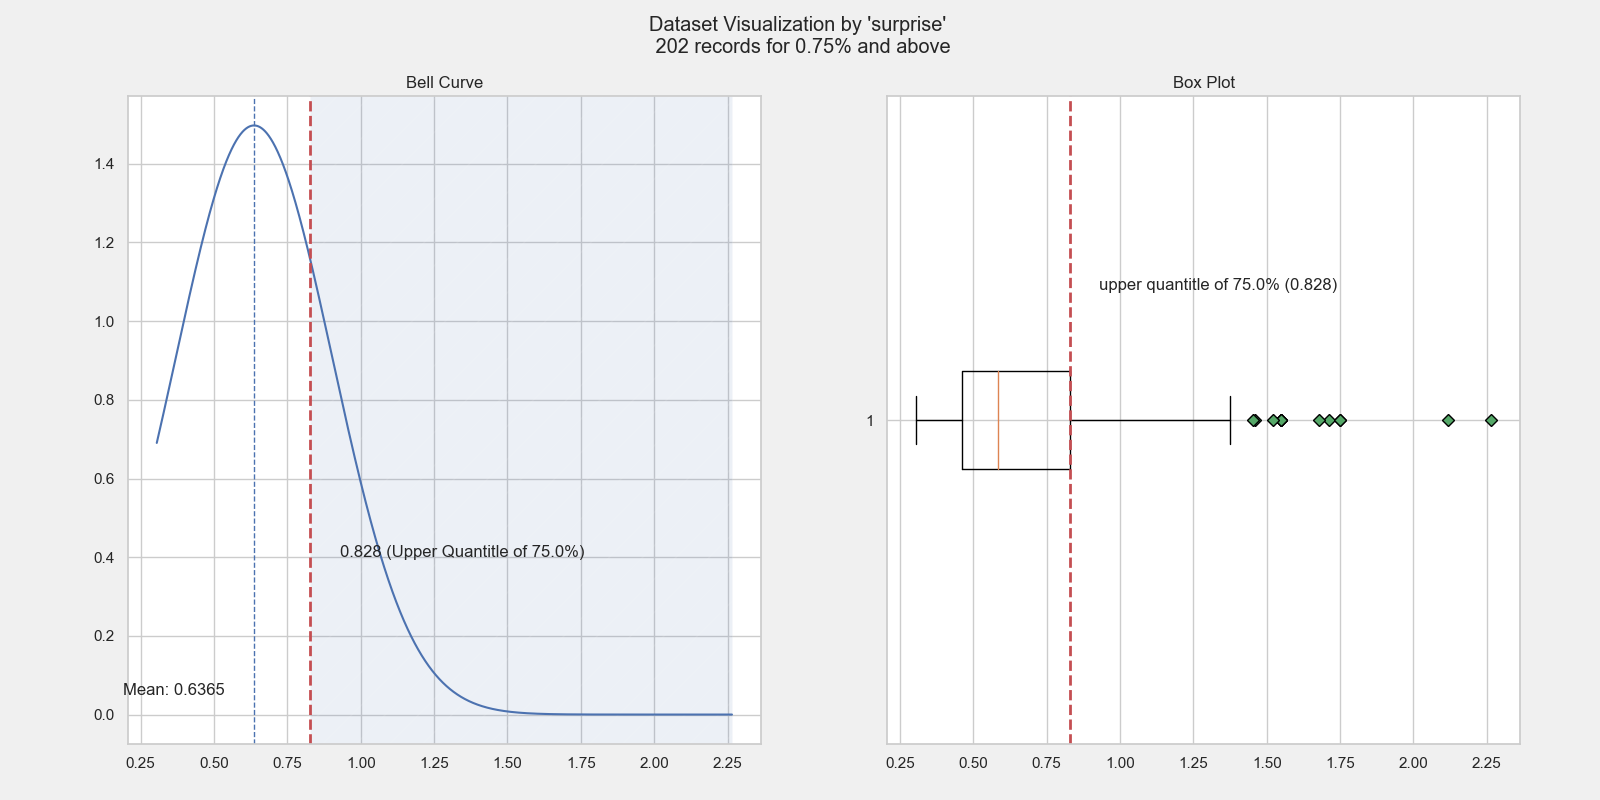 Dataset Visualization by 'surprise'
202 records for 0.75% and above
Bell Curve
1.4
1.2
1.0
0.8
0.6
0.4
0.2
0.0
0.828 (Upper Quantitle of 75.0%)
Mean: 0.6365
0.25 0.50 0.75 1.00 1.25 1.50 1.75 2.00 2.25
Box Plot
upper quantitle of 75.0% (0.828)
1
0.25 0.50 0.75 1.00 1.25 1.50 1.75 2.00 2.25